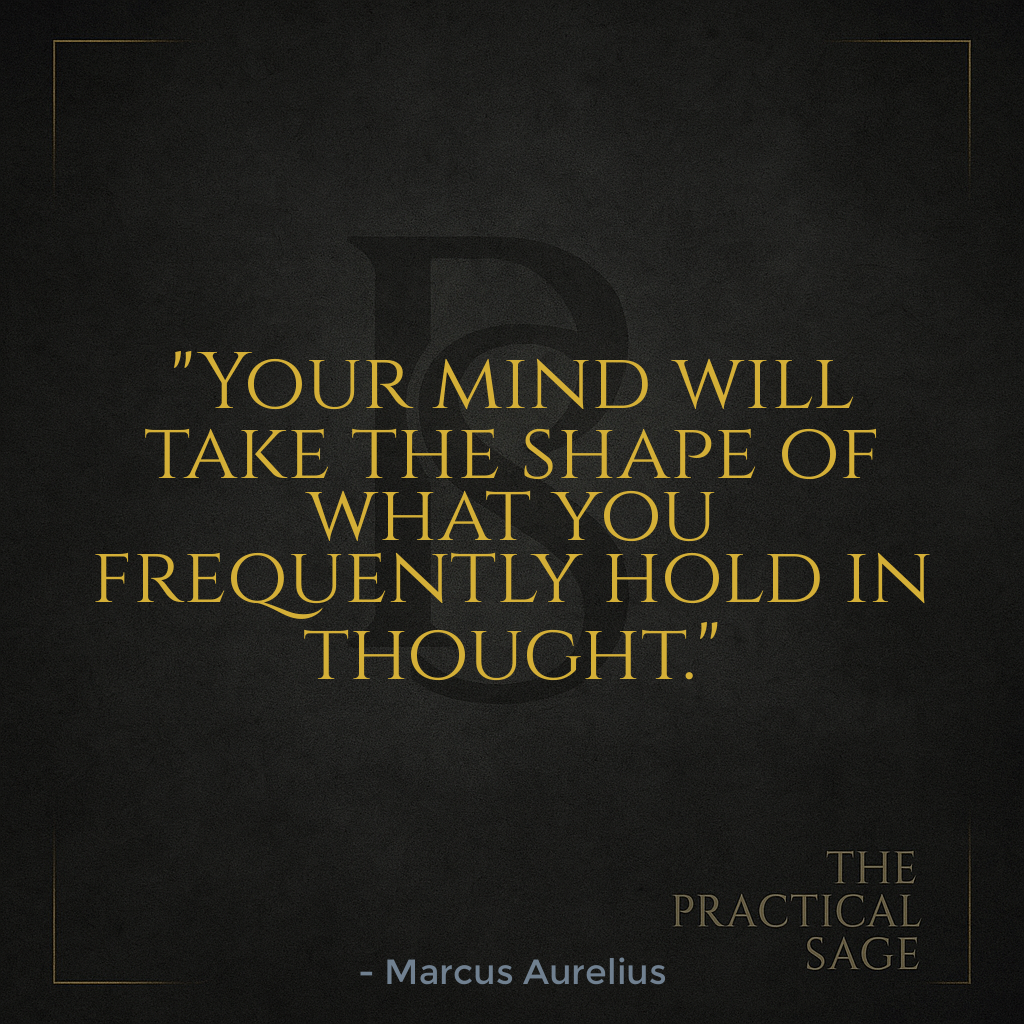 "Your mind will
take the shape of
what you
frequently hold in
thought."
THE
PRACTICAL
SAGE
- Marcus Aurelius